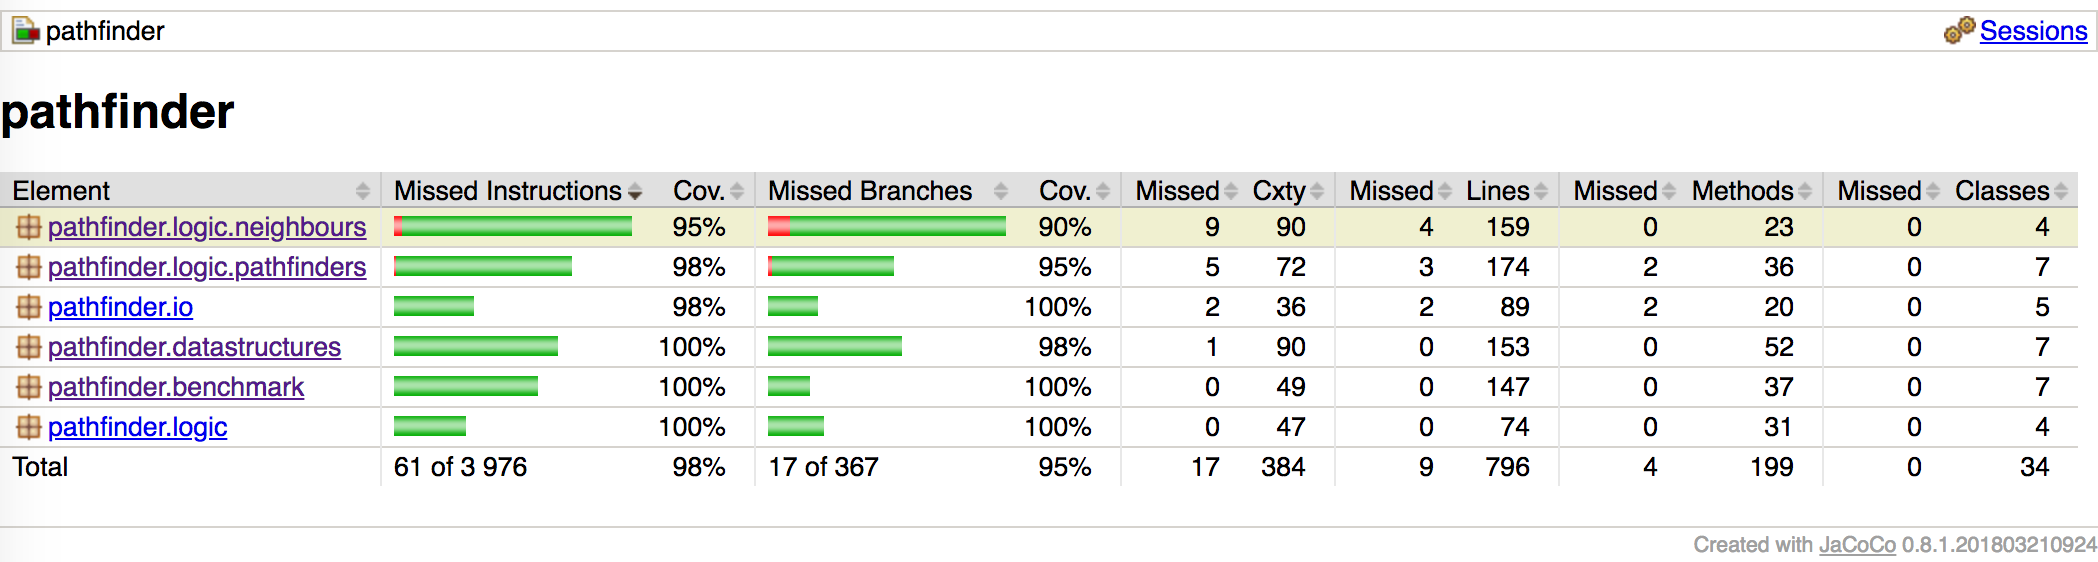 pathfinder Sessions
pathfinder
Element Missed Instructions Cov. Missed Branches Cov. Missed Cxty Missed Lines Missed Methods Missed Classes
pathfinder.logic.neighbours 95% 90% 9 90 4 159 0 23 0 4
pathfinder.logic.pathfinders 98% 95% 5 72 3 174 2 36 0 7
pathfinder.io 98% 100% 2 36 2 89 2 20 0 5
pathfinder.datastructures 100% 98% 1 90 0 153 0 52 0 7
pathfinder.benchmark 100% 100% 0 49 0 147 0 37 0 7
pathfinder.logic 100% 100% 0 47 0 74 0 31 0 4
Total 61 of 3 976 98% 17 of 367 95% 17 384 9 796 4 199 0 34
Created with JaCoCo 0.8.1.201803210924